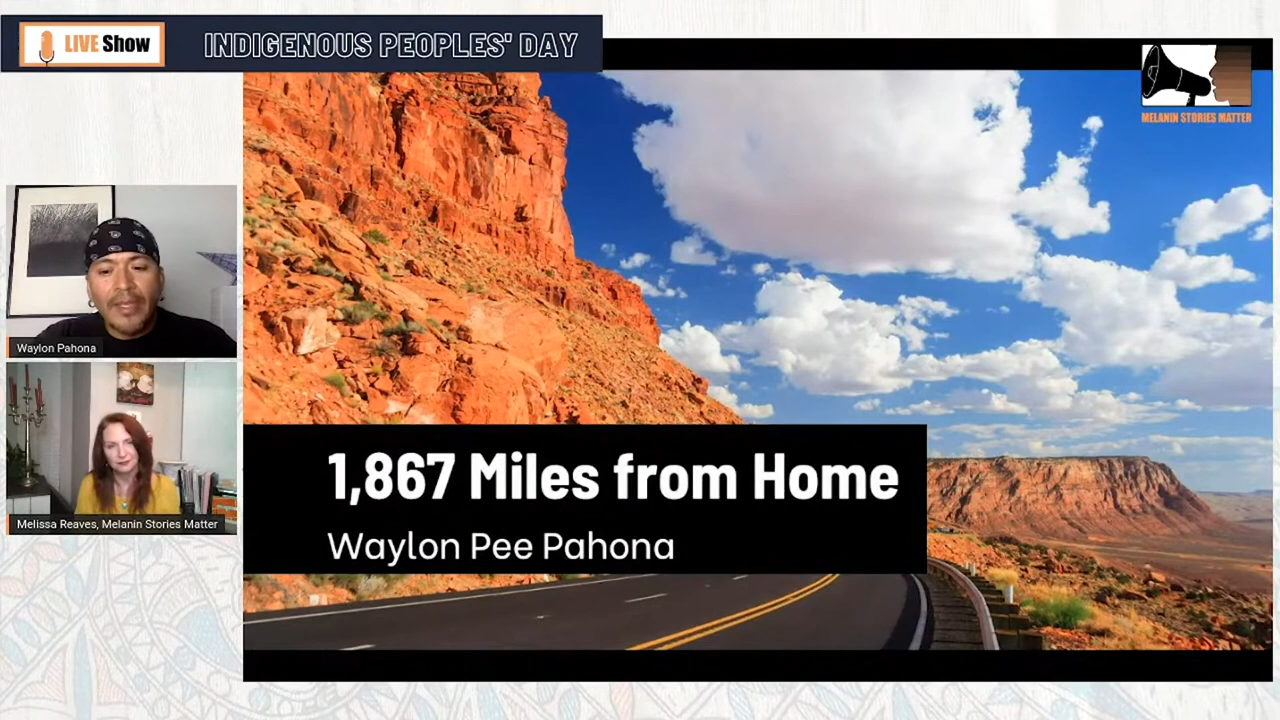 LIVE Show
INDIGENOUS PEOPLES' DAY
MELANIN STORIES MATTER
Waylon Pahona
Melissa Reaves, Melanin Stories Matter
1,867 Miles from Home
Waylon Pee Pahona